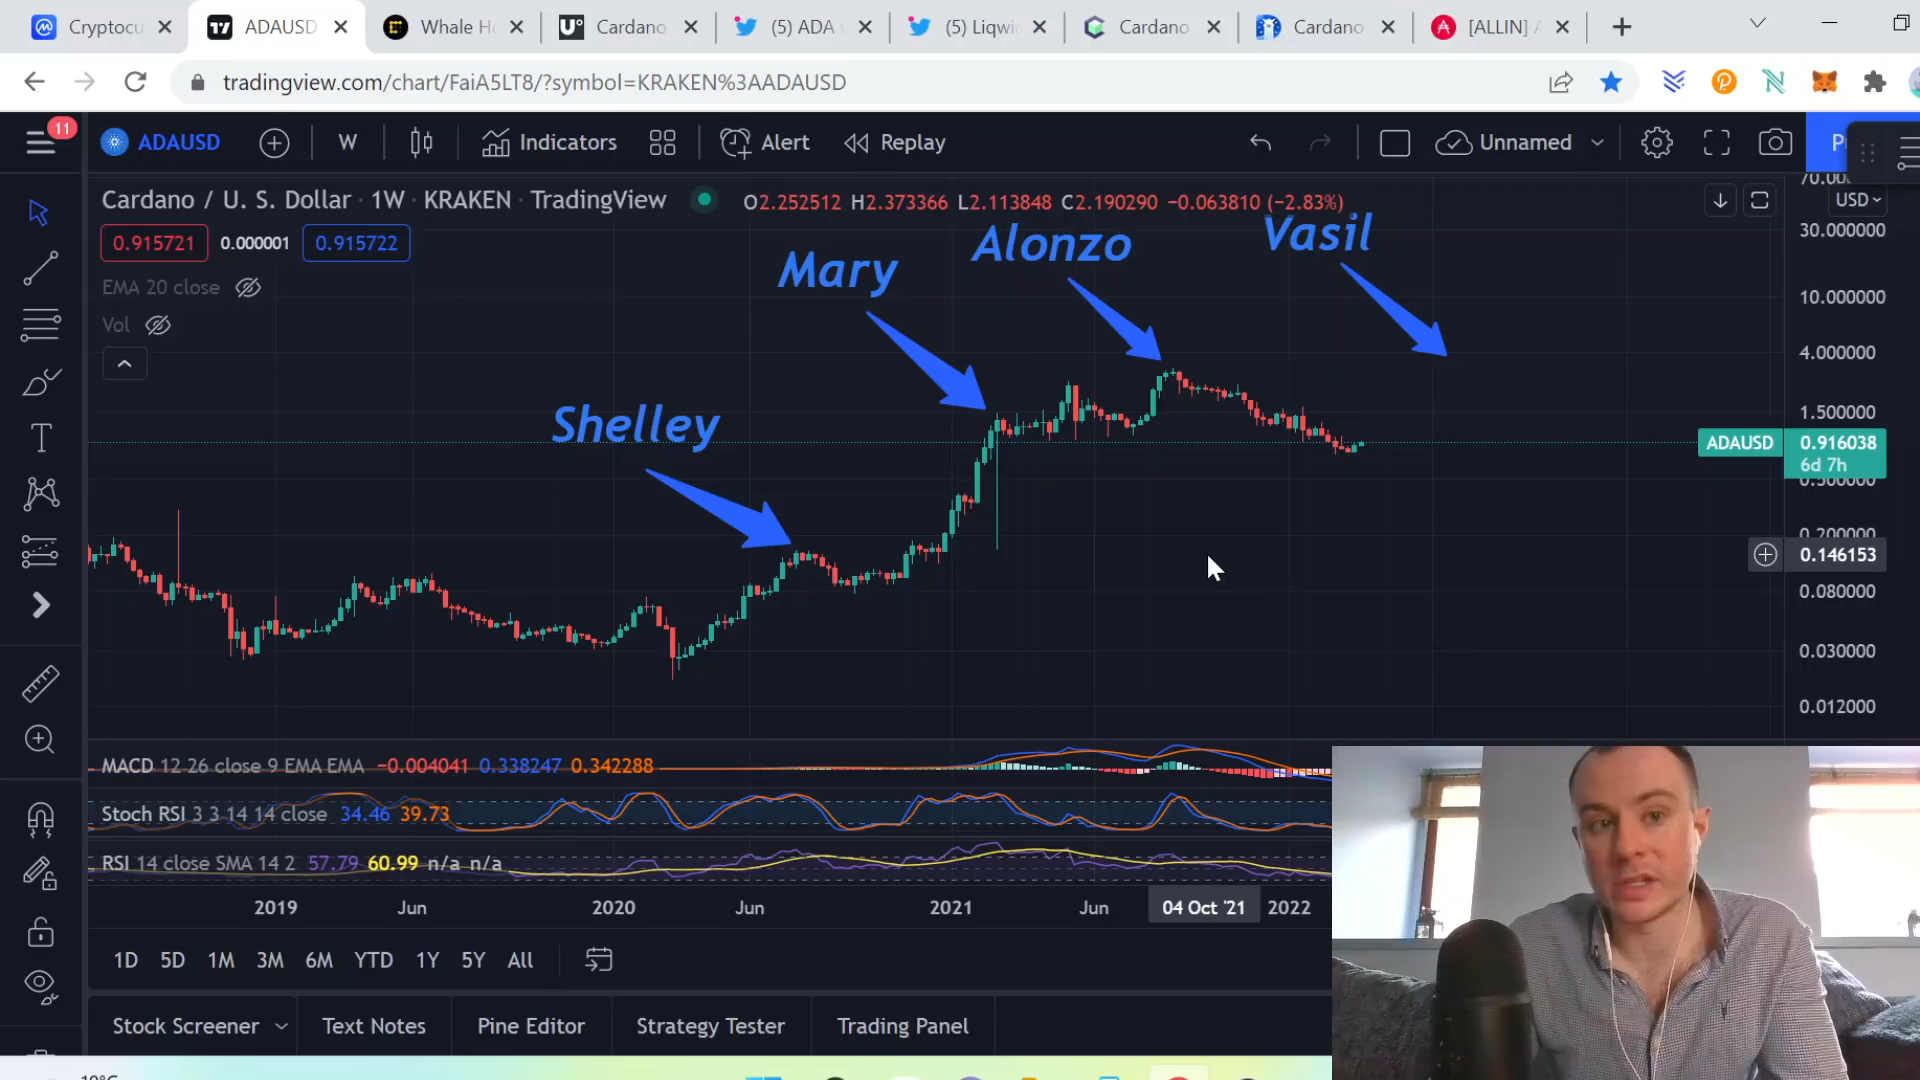 Cryptocu
ADAUSD
Whale H
Cardano
(5) ADA
(5) Liqwi
Cardano
Cardano
[ALLIN] A
tradingview.com/chart/FaiA5LT8/?symbol=KRAKEN%3AADAUSD
11
ADAUSD
W
Indicators
Alert
Replay
Unnamed
Cardano / U. S. Dollar · 1W · KRAKEN · TradingView
O2.252512 H2.373366 L2.113848 C2.190290 −0.063810 (−2.83%)
USD
0.915721
0.000001
0.915722
EMA 20 close
Vol
Shelley
Mary
Alonzo
Vasil
30.000000
10.000000
4.000000
1.500000
ADAUSD
0.916038
6d 7h
0.500000
0.200000
0.146153
0.080000
0.030000
0.012000
MACD 12 26 close 9 EMA EMA −0.004041 0.338247 0.342288
Stoch RSI 3 3 14 14 close 34.46 39.73
RSI 14 close SMA 14 2 57.79 60.99 n/a n/a
2019
Jun
2020
Jun
2021
Jun
04 Oct '21
2022
1D 5D 1M 3M 6M YTD 1Y 5Y All
Stock Screener
Text Notes
Pine Editor
Strategy Tester
Trading Panel